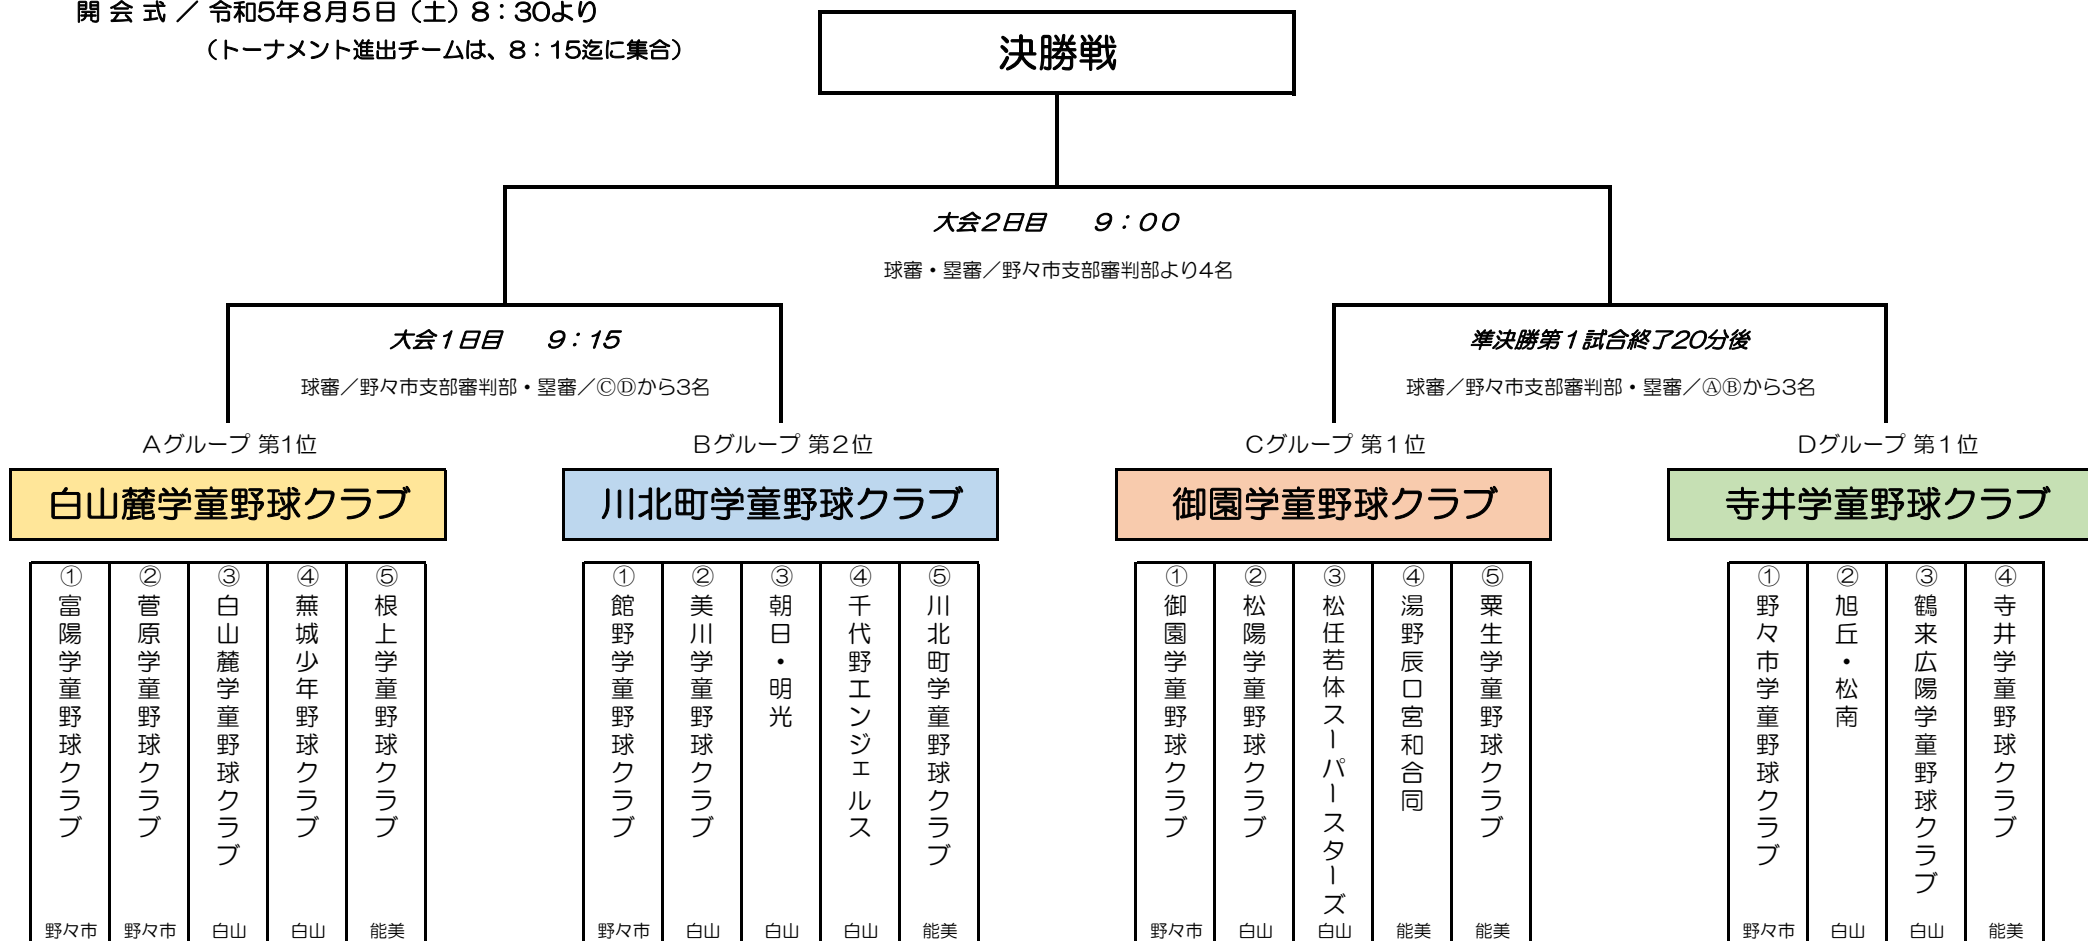 開 会 式 ／ 令和5年８月５日（土）８：30より
（トーナメント進出チームは、８：15迄に集合）
決勝戦
大会２日目　９：００
球審・塁審／野々市支部審判部より4名
大会１日目　９：15
球審／野々市支部審判部・塁審／ⒸⒹから3名
準決勝第１試合終了20分後
球審／野々市支部審判部・塁審／ⒶⒷから3名
Ａグループ 第1位
Ｂグループ 第２位
Ｃグループ 第１位
Ｄグループ 第１位
白山麓学童野球クラブ
川北町学童野球クラブ
御園学童野球クラブ
寺井学童野球クラブ
①富陽学童野球クラブ
野々市
②菅原学童野球クラブ
野々市
③白山麓学童野球クラブ
白山
④蕪城少年野球クラブ
白山
⑤根上学童野球クラブ
能美
①館野学童野球クラブ
野々市
②美川学童野球クラブ
白山
③朝日・明光
白山
④千代野エンジェルス
白山
⑤川北町学童野球クラブ
能美
①御園学童野球クラブ
野々市
②松陽学童野球クラブ
白山
③松任若体スーパースターズ
白山
④湯野辰口宮和合同
能美
⑤粟生学童野球クラブ
能美
①野々市学童野球クラブ
野々市
②旭丘・松南
白山
③鶴来広陽学童野球クラブ
白山
④寺井学童野球クラブ
能美